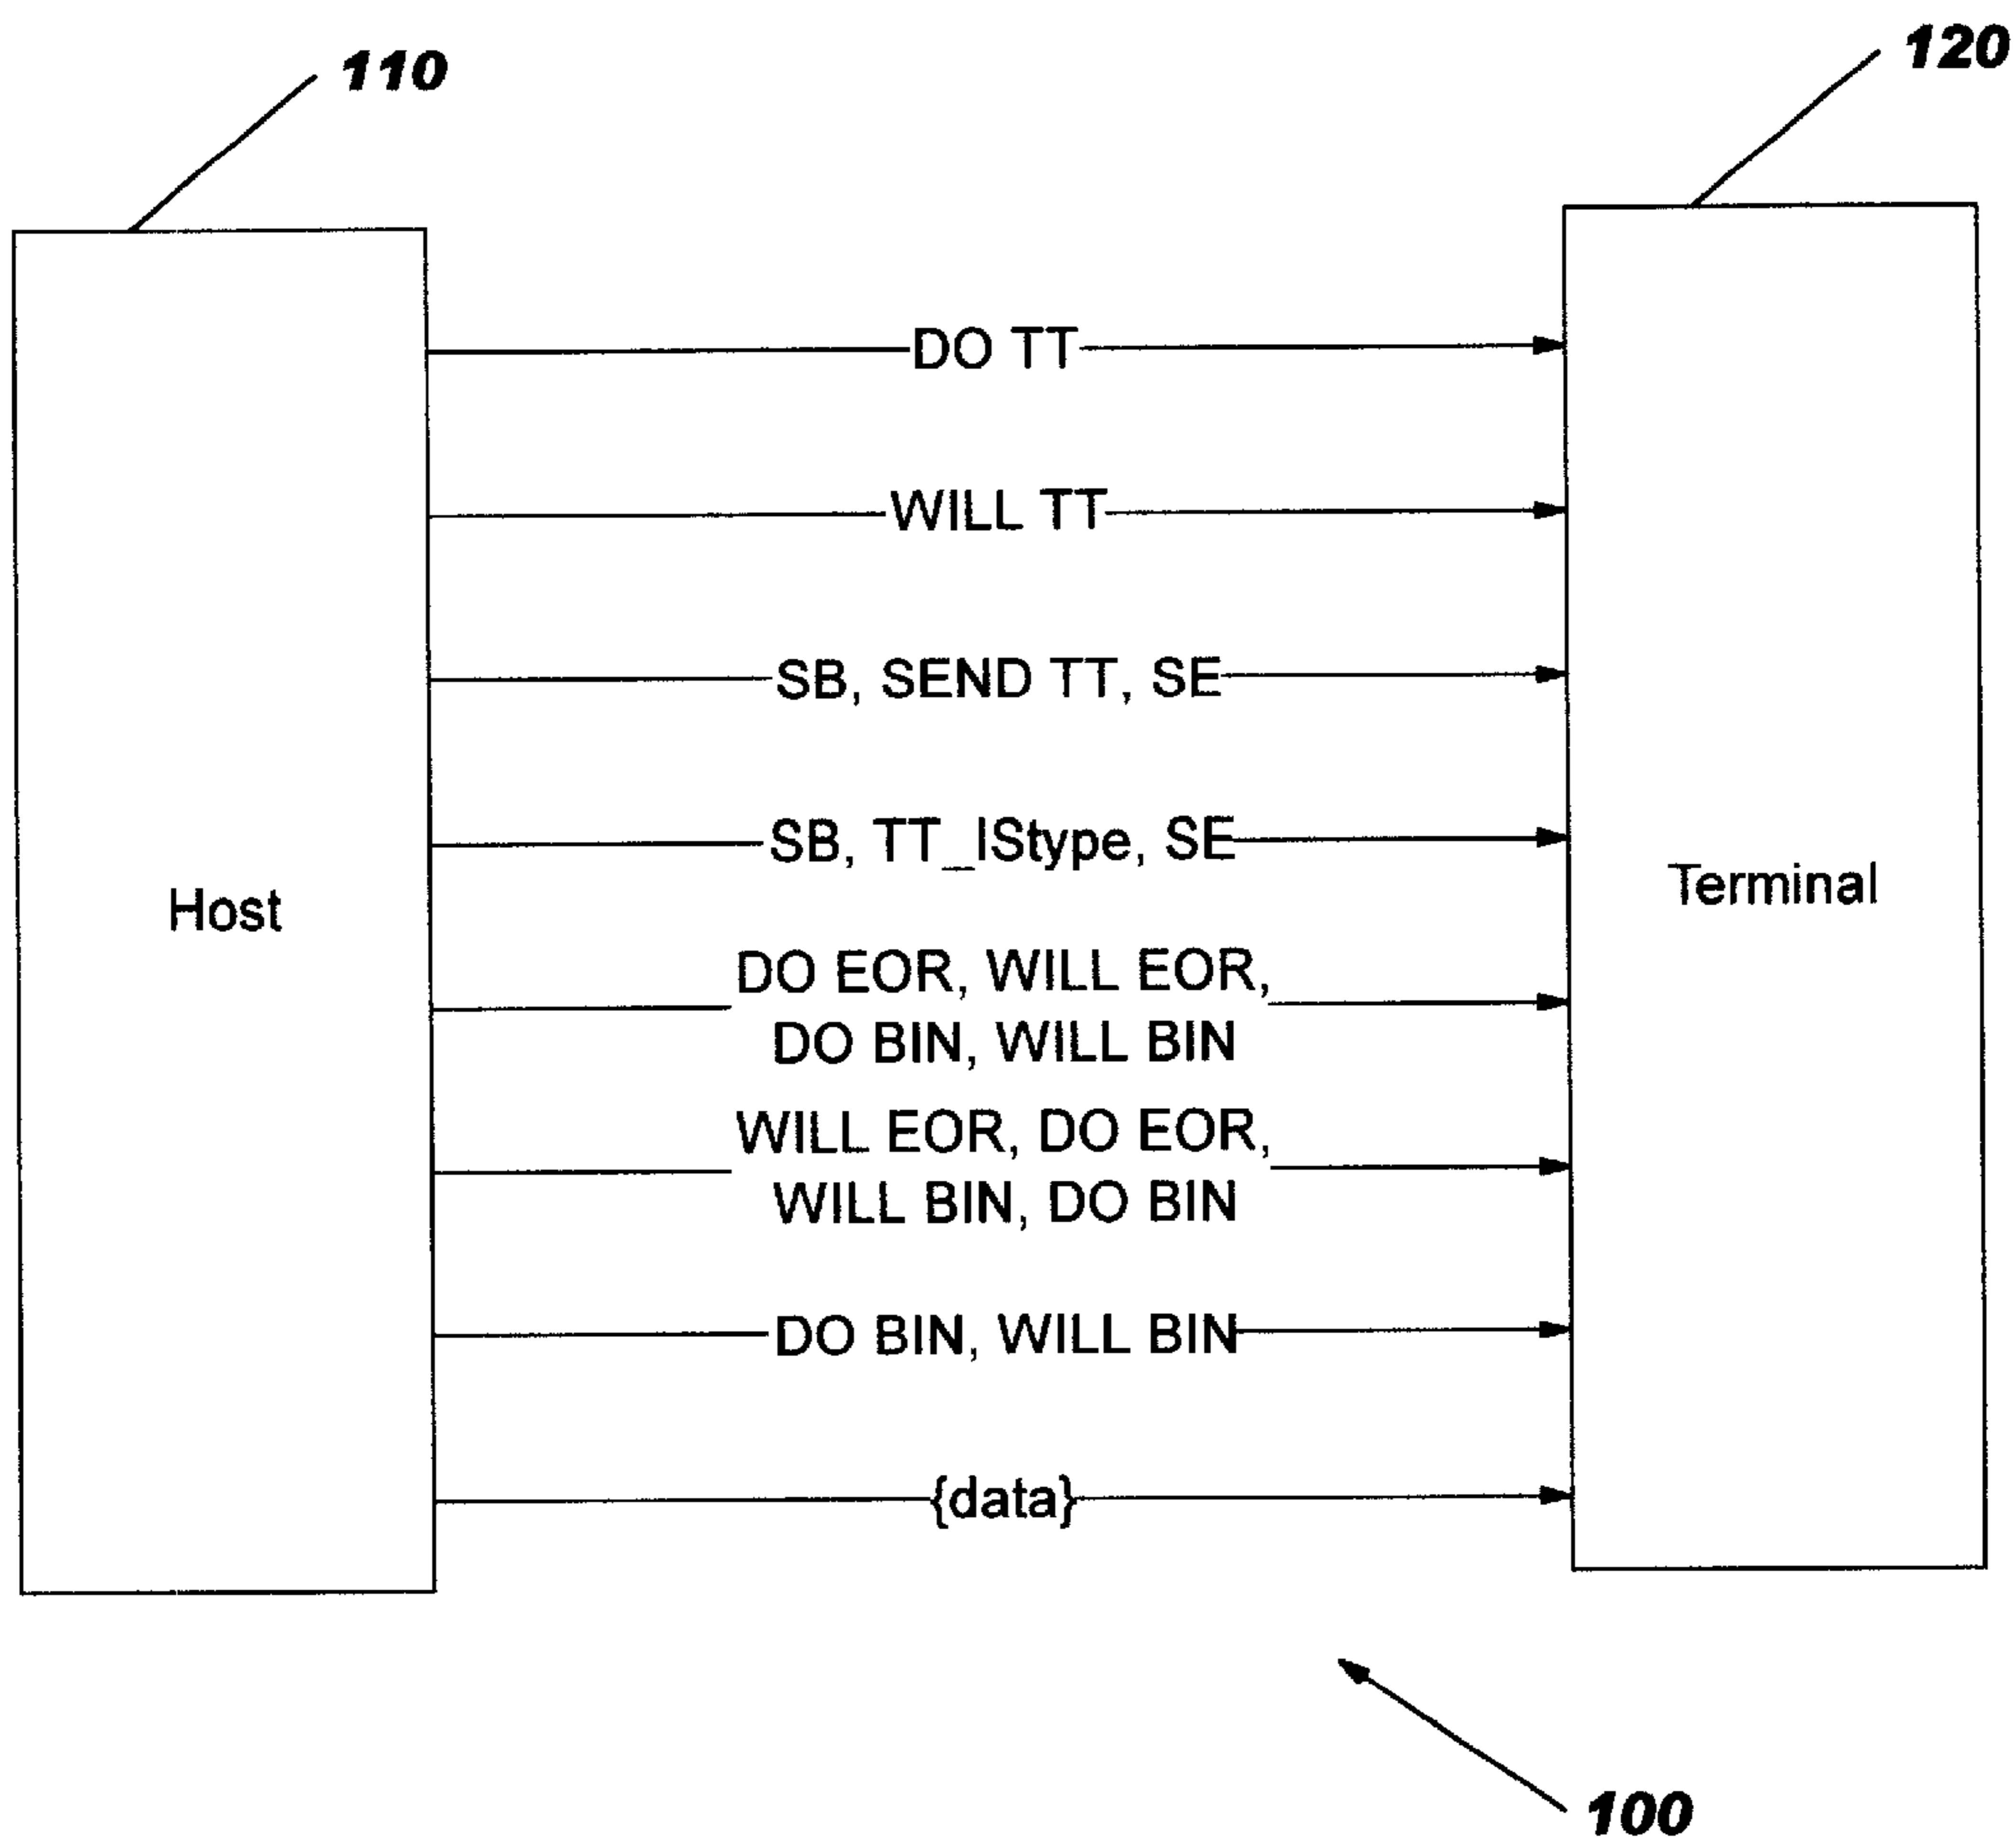 110
120
DO TT
WILL TT
SB, SEND TT, SE
SB, TT_IStype, SE
Host
Terminal
DO EOR, WILL EOR,
DO BIN, WILL BIN
WILL EOR, DO EOR,
WILL BIN, DO BIN
DO BIN, WILL BIN
{data}
100